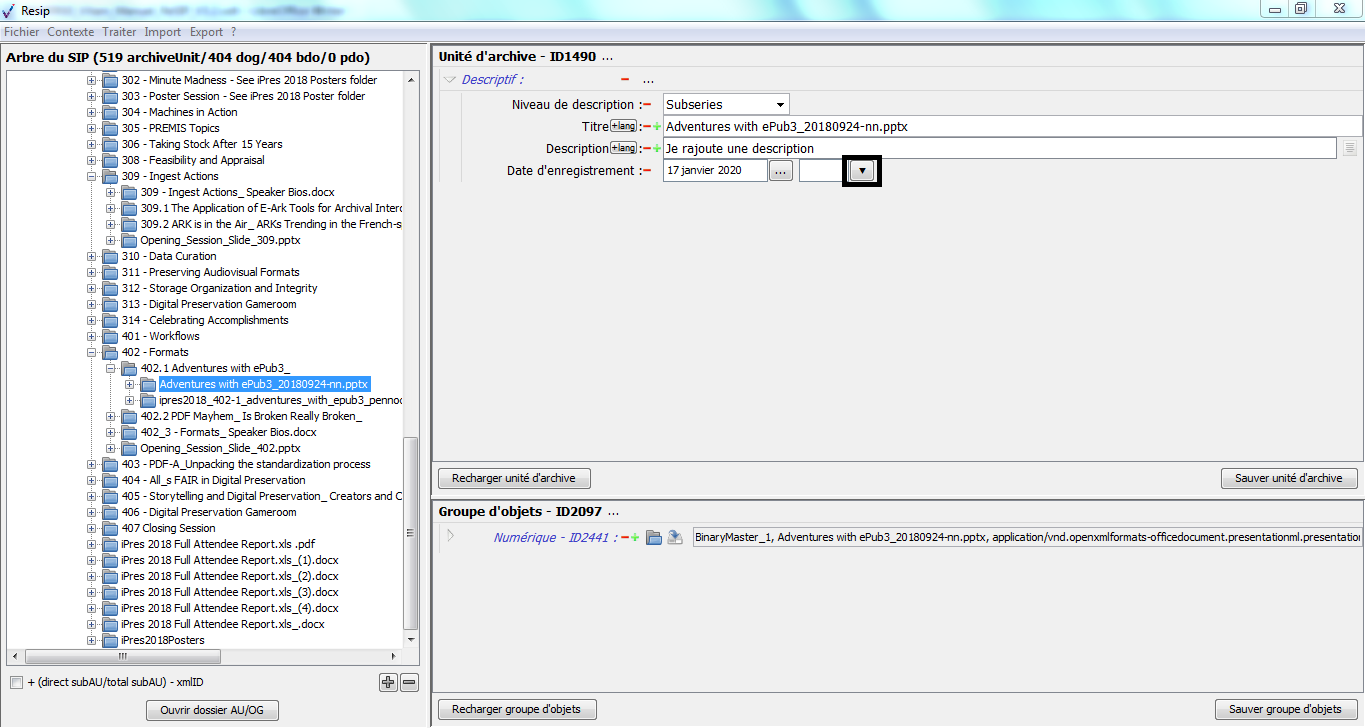 Resip
Fichier Contexte Traiter Import Export ?
Arbre du SIP (519 archiveUnit/404 dog/404 bdo/0 pdo)
302 - Minute Madness - See iPres 2018 Posters folder
303 - Poster Session - See iPres 2018 Poster folder
304 - Machines in Action
305 - PREMIS Topics
306 - Taking Stock After 15 Years
308 - Feasibility and Appraisal
309 - Ingest Actions
309 - Ingest Actions_ Speaker Bios.docx
309.1 The Application of E-Ark Tools for Archival Interc
309.2 ARK is in the Air_ ARKs Trending in the French-s
Opening_Session_Slide_309.pptx
310 - Data Curation
311 - Preserving Audiovisual Formats
312 - Storage Organization and Integrity
313 - Digital Preservation Gameroom
314 - Celebrating Accomplishments
401 - Workflows
402 - Formats
402.1 Adventures with ePub3_
Adventures with ePub3_20180924-nn.pptx
ipres2018_402-1_adventures_with_epub3_pennoc
402.2 PDF Mayhem_ Is Broken Really Broken_
402_3 - Formats_ Speaker Bios.docx
Opening_Session_Slide_402.pptx
403 - PDF-A_Unpacking the standardization process
404 - All_s FAIR in Digital Preservation
405 - Storytelling and Digital Preservation_ Creators and C
406 - Digital Preservation Gameroom
407 Closing Session
iPres 2018 Full Attendee Report.xls .pdf
iPres 2018 Full Attendee Report.xls_(1).docx
iPres 2018 Full Attendee Report.xls_(2).docx
iPres 2018 Full Attendee Report.xls_(3).docx
iPres 2018 Full Attendee Report.xls_(4).docx
iPres 2018 Full Attendee Report.xls_.docx
iPres2018Posters
+ (direct subAU/total subAU) - xmlID
Ouvrir dossier AU/OG
Unité d'archive - ID1490 ...
Descriptif : ...
Niveau de description : Subseries
Titre +lang : Adventures with ePub3_20180924-nn.pptx
Description +lang : Je rajoute une description
Date d'enregistrement : 17 janvier 2020 ...
Recharger unité d'archive Sauver unité d'archive
Groupe d'objets - ID2097 ...
Numérique - ID2441 : BinaryMaster_1, Adventures with ePub3_20180924-nn.pptx, application/vnd.openxmlformats-officedocument.presentationml.presentation
Recharger groupe d'objets Sauver groupe d'objets